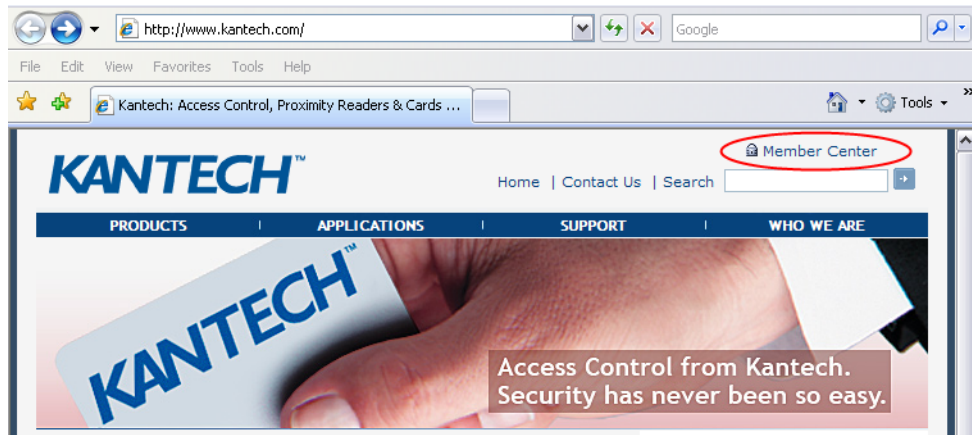 http://www.kantech.com/
Google
File Edit View Favorites Tools Help
Kantech: Access Control, Proximity Readers & Cards ...
Tools
»
KANTECH™
Member Center
Home | Contact Us | Search
PRODUCTS | APPLICATIONS | SUPPORT | WHO WE ARE
KANTECH™
Access Control from Kantech.
Security has never been so easy.